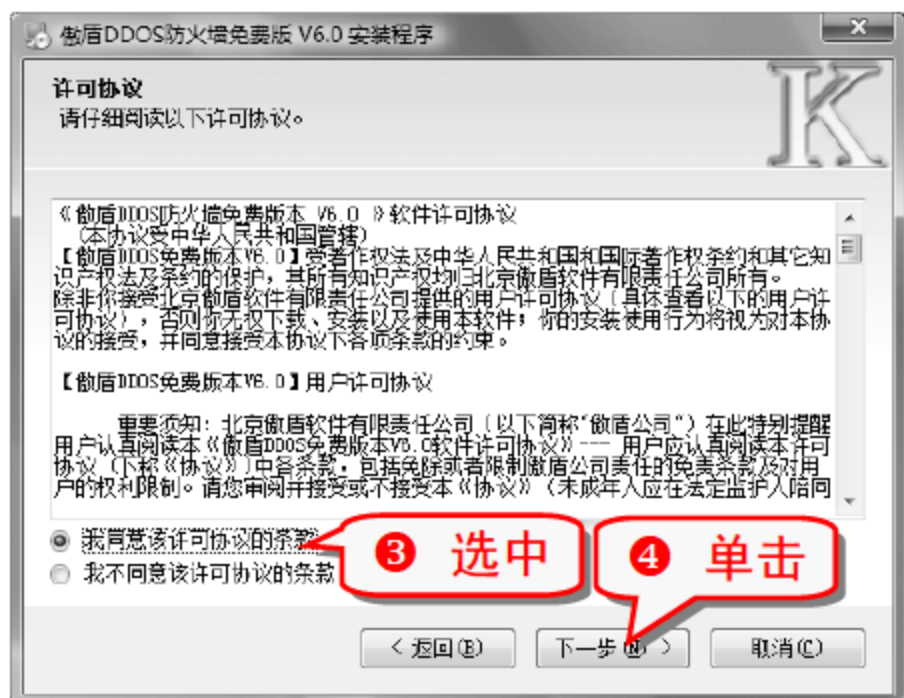 傲盾DDOS防火墙免费版 V6.0 安装程序
许可协议
请仔细阅读以下许可协议。
K
《傲盾DDOS防火墙免费版本 V6.0 》软件许可协议
(本协议受中华人民共和国管辖)
【傲盾DDOS免费版本V6.0】受著作权法及中华人民共和国和国际著作权条约和其它知
识产权法及条约的保护，其所有知识产权均归北京傲盾软件有限责任公司所有。
除非你接受北京傲盾软件有限责任公司提供的用户许可协议（具体查看以下的用户许
可协议），否则你无权下载、安装以及使用本软件；你的安装使用行为将视为对本协
议的接受，并同意接受本协议下各项条款的约束。
【傲盾DDOS免费版本V6.0】用户许可协议
重要须知：北京傲盾软件有限责任公司（以下简称“傲盾公司”）在此特别提醒
用户认真阅读本《傲盾DDOS免费版本V6.0软件许可协议》--- 用户应认真阅读本许可
协议（下称《协议》）中各条款，包括免除或者限制傲盾公司责任的免责条款及对用
户的权利限制。请您审阅并接受或不接受本《协议》（未成年人应在法定监护人陪同
我同意该许可协议的条款
❸ 选中
❹ 单击
我不同意该许可协议的条款
< 返回(B)
下一步(N) >
取消(C)